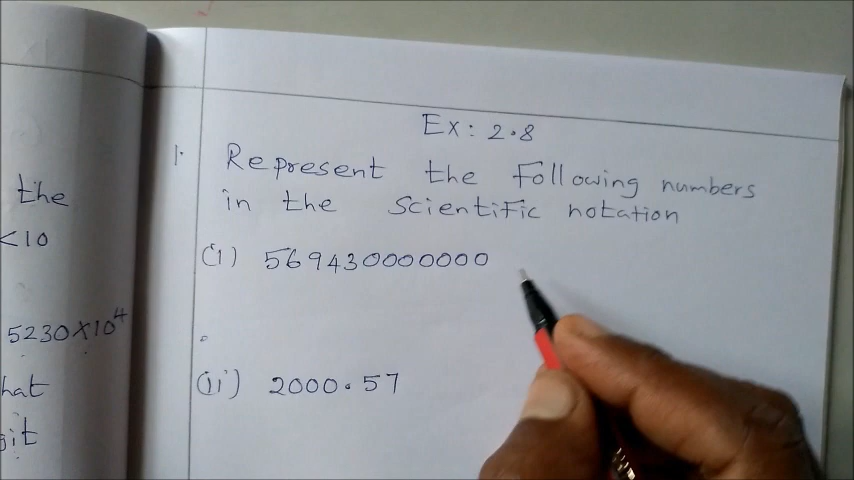 Ex: 2.8
1. Represent the Following numbers
in the Scientific notation
(i) 569430000000
(ii) 2000.57
the
<10
5230×10⁴
hat
git